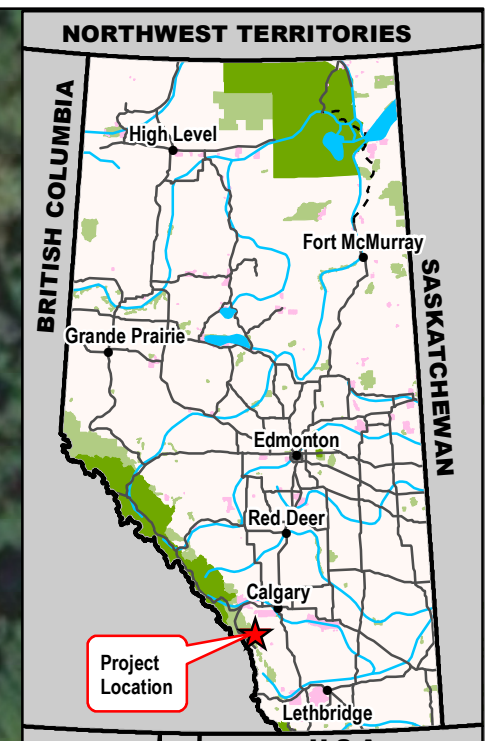 NORTHWEST TERRITORIES
BRITISH COLUMBIA
High Level
Fort McMurray
SASKATCHEWAN
Grande Prairie
Edmonton
Red Deer
Calgary
Project
Location
Lethbridge